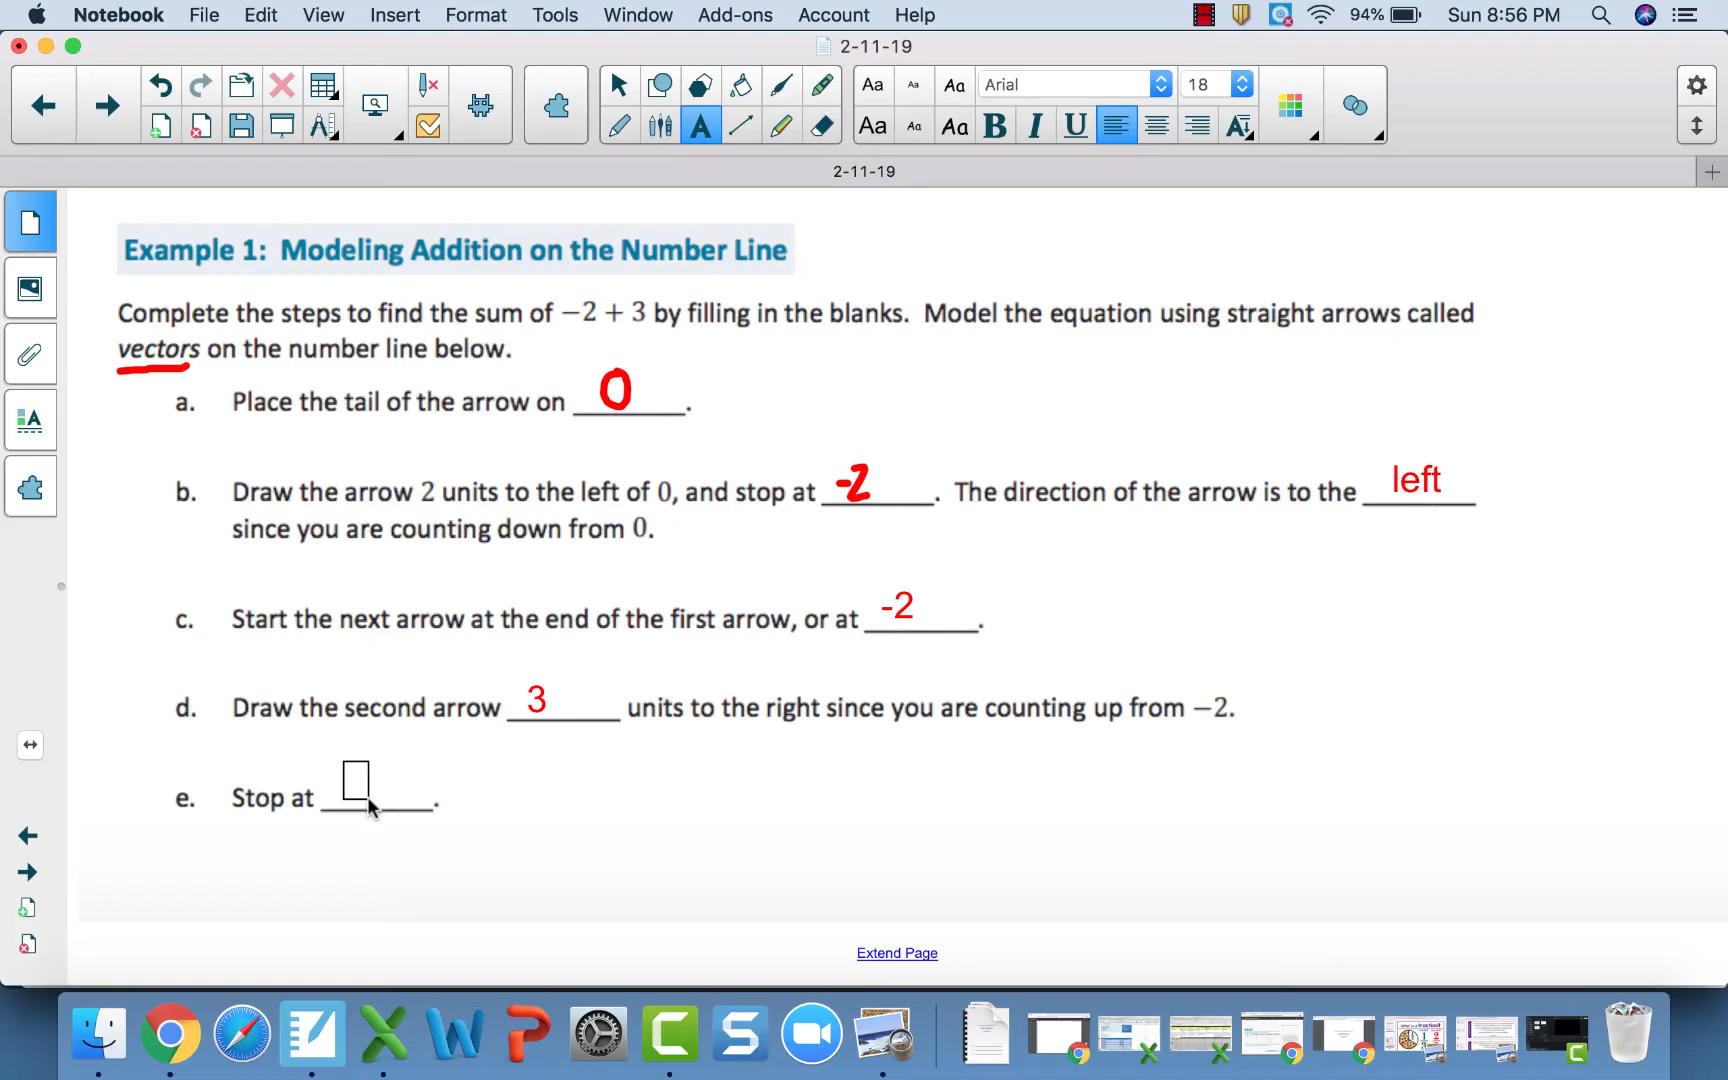 Notebook File Edit View Insert Format Tools Window Add-ons Account Help 94% Sun 8:56 PM
2-11-19
Aa Aa Aa Arial 18
Aa Aa Aa B I U A
2-11-19
Example 1: Modeling Addition on the Number Line
Complete the steps to find the sum of −2 + 3 by filling in the blanks. Model the equation using straight arrows called
vectors on the number line below.
a. Place the tail of the arrow on 0.
b. Draw the arrow 2 units to the left of 0, and stop at -2. The direction of the arrow is to the left
since you are counting down from 0.
c. Start the next arrow at the end of the first arrow, or at -2.
d. Draw the second arrow 3 units to the right since you are counting up from −2.
e. Stop at ______.
Extend Page